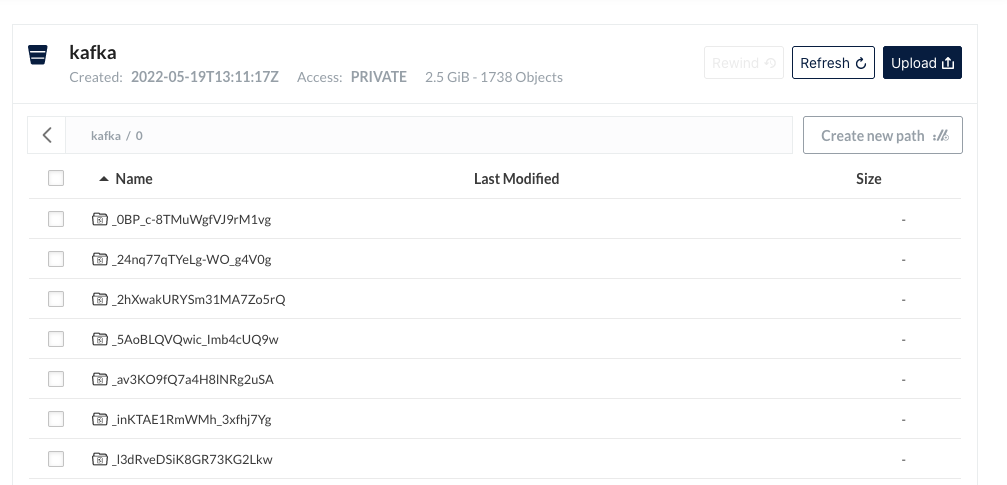 kafka
Created: 2022-05-19T13:11:17Z Access: PRIVATE 2.5 GiB - 1738 Objects
Rewind Refresh Upload
kafka / 0 Create new path
Name Last Modified Size
_0BP_c-8TMuWgfVJ9rM1vg -
_24nq77qTYeLg-WO_g4V0g -
_2hXwakURYSm31MA7Zo5rQ -
_5AoBLQVQwic_Imb4cUQ9w -
_av3KO9fQ7a4H8lNRg2uSA -
_inKTAE1RmWMh_3xfhj7Yg -
_l3dRveDSiK8GR73KG2Lkw -